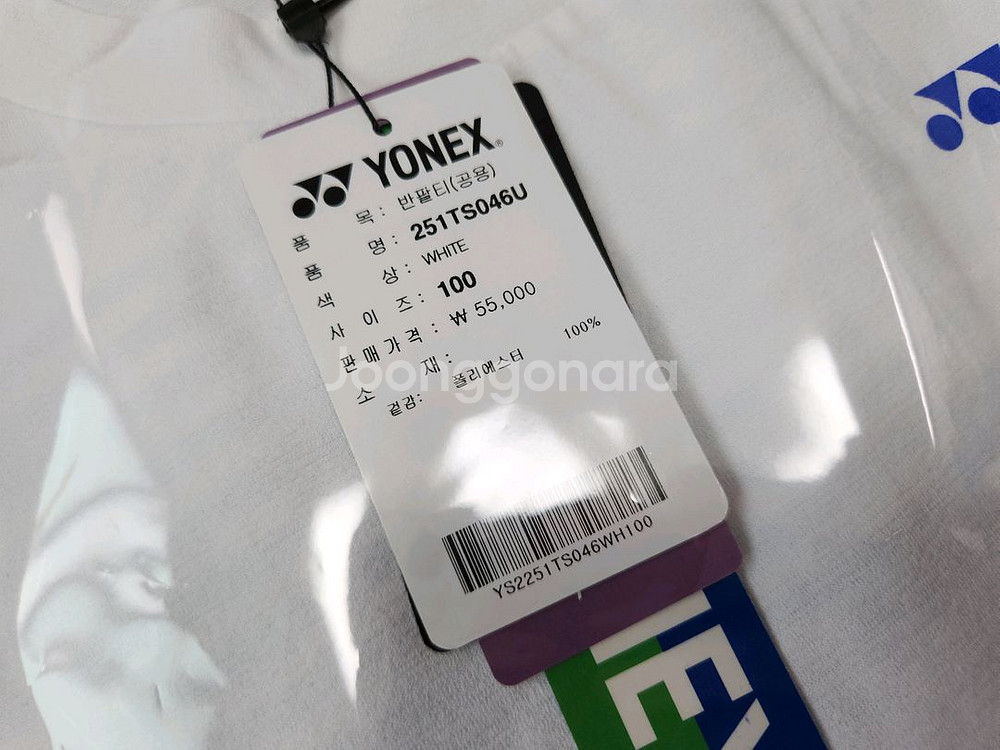 YONEX®
품 목 : 반팔티(공용)
품 명 : 251TS046U
색 상 : WHITE
사 이 즈 : 100
판매가격 : ₩ 55,000
소 재 :
겉감: 폴리에스터 100%
Joonggonara
YS2251TS046WH100